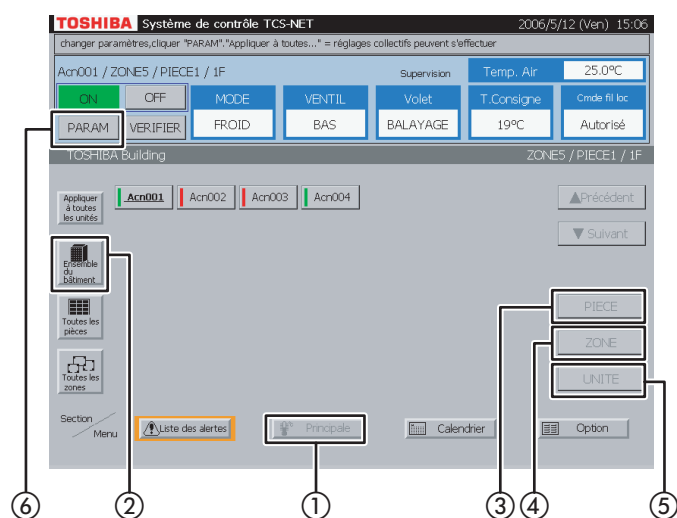 TOSHIBA Système de contrôle TCS-NET 2006/5/12 (Ven) 15:06
changer paramètres,cliquer "PARAM"."Appliquer à toutes..." = réglages collectifs peuvent s'effectuer
Acn001 / ZONE5 / PIECE1 / 1F Supervision Temp. Air 25.0°C
ON OFF MODE VENTIL Volet T.Consigne Cmde fil loc
PARAM VERIFIER FROID BAS BALAYAGE 19°C Autorisé
TOSHIBA Building ZONE5 / PIECE1 / 1F
Appliquer
à toutes
les unités
Acn001 Acn002 Acn003 Acn004 ▲Précédent
▼ Suivant
Ensemble
du
bâtiment
Toutes les
pièces
PIECE
ZONE
Toutes les
zones
UNITE
Section
Menu
Liste des alertes Principale Calendrier Option
⑥ ② ① ③ ④ ⑤